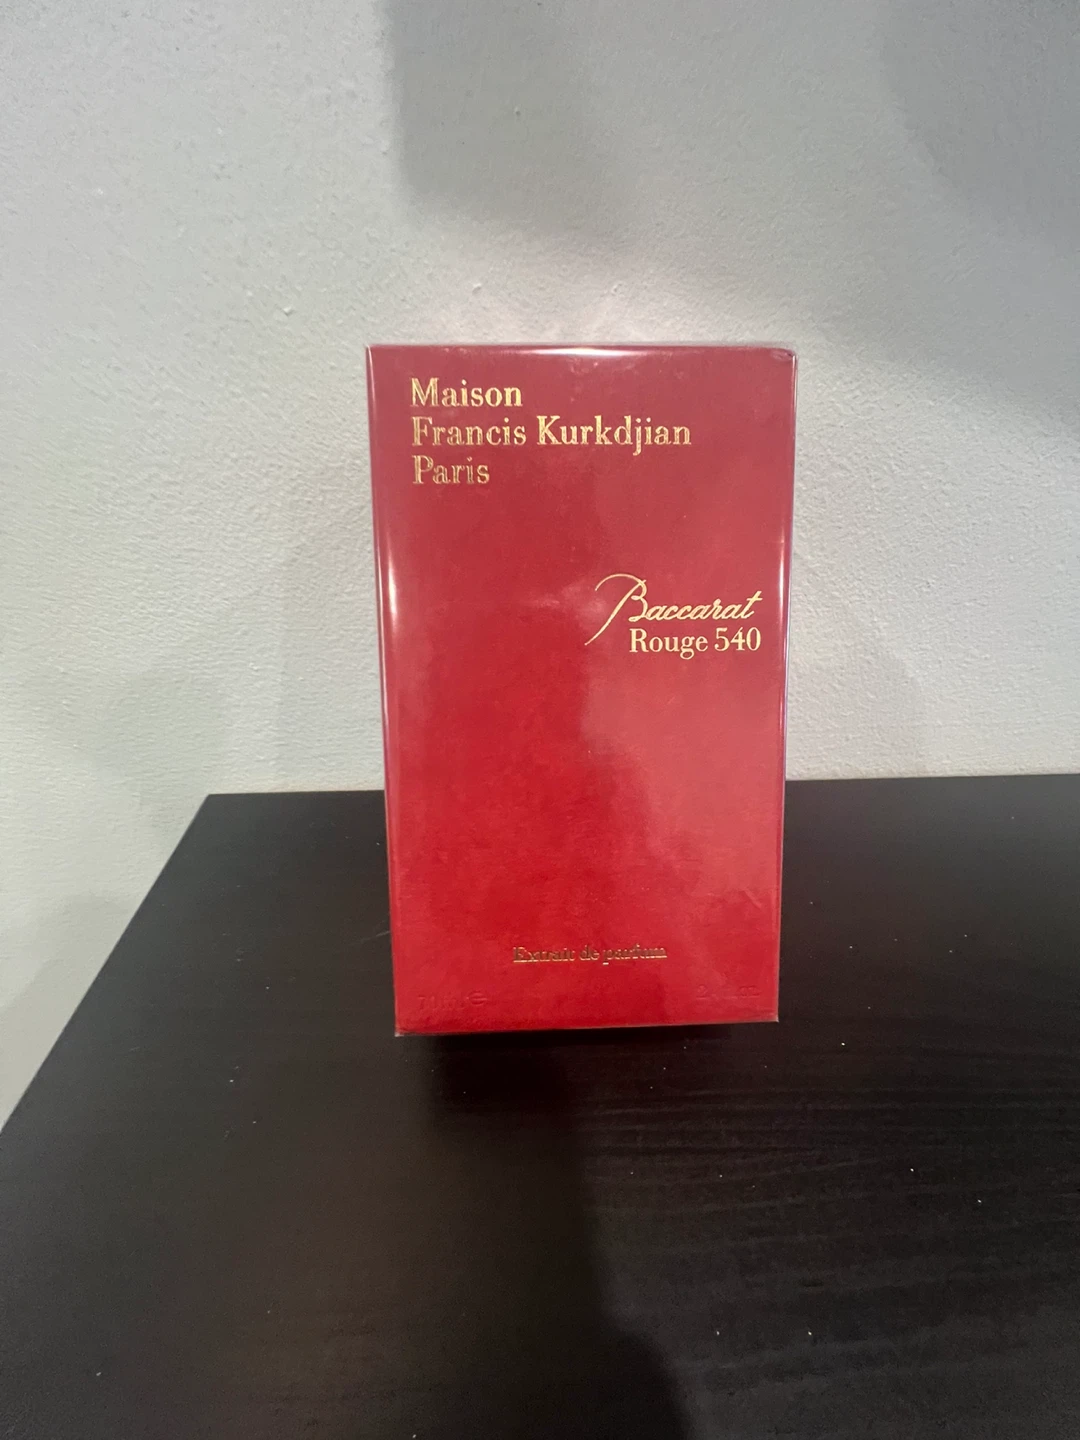 Maison
Francis Kurkdjian
Paris
Baccarat
Rouge 540
Extrait de parfum